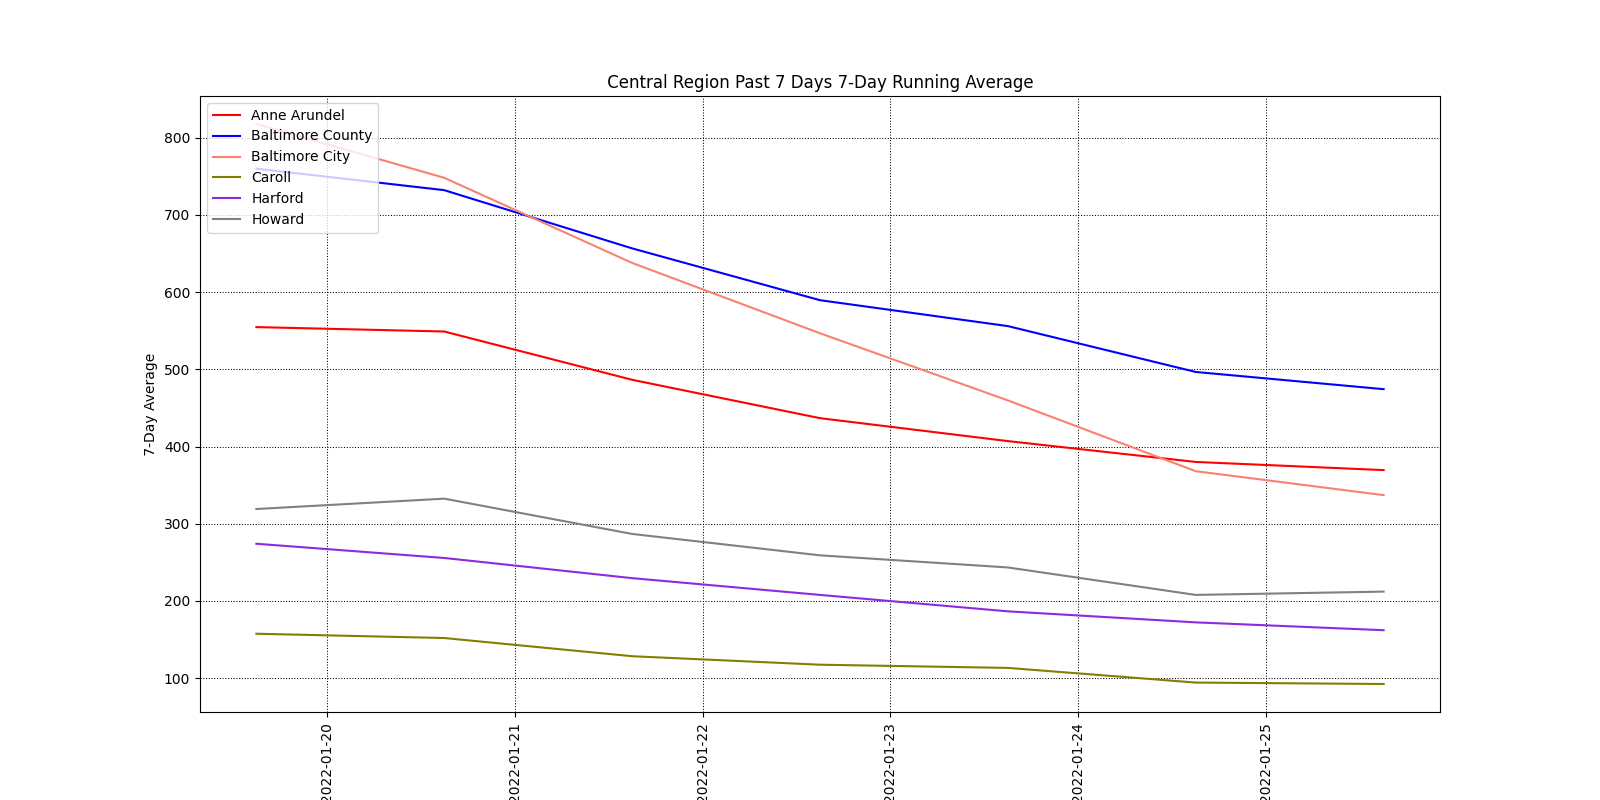 Central Region Past 7 Days 7-Day Running Average
Anne Arundel
Baltimore County
Baltimore City
Caroll
Harford
Howard
800
700
600
500
400
300
200
100
7-Day Average
2022-01-20
2022-01-21
2022-01-22
2022-01-23
2022-01-24
2022-01-25